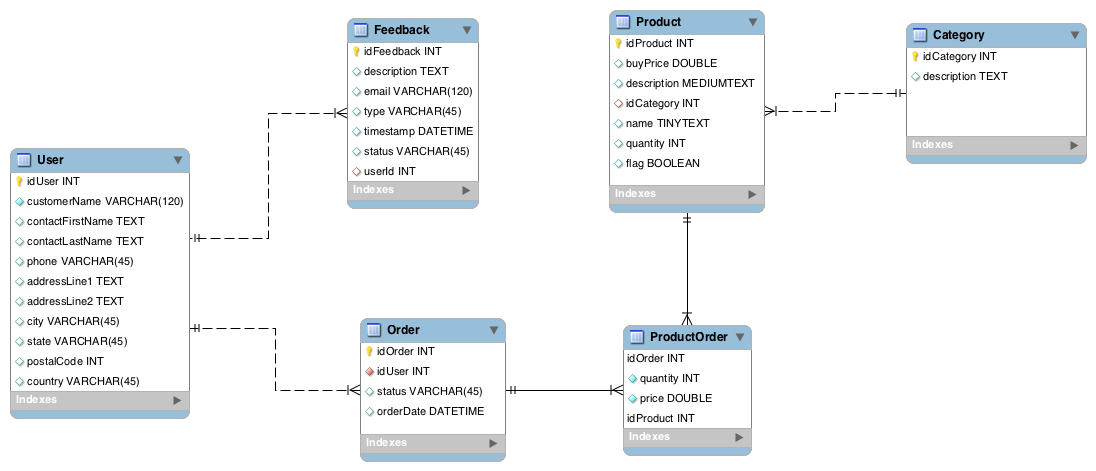 Feedback
idFeedback INT
description TEXT
email VARCHAR(120)
type VARCHAR(45)
timestamp DATETIME
status VARCHAR(45)
userId INT
Indexes
Product
idProduct INT
buyPrice DOUBLE
description MEDIUMTEXT
idCategory INT
name TINYTEXT
quantity INT
flag BOOLEAN
Indexes
Category
idCategory INT
description TEXT
Indexes
User
idUser INT
customerName VARCHAR(120)
contactFirstName TEXT
contactLastName TEXT
phone VARCHAR(45)
addressLine1 TEXT
addressLine2 TEXT
city VARCHAR(45)
state VARCHAR(45)
postalCode INT
country VARCHAR(45)
Indexes
Order
idOrder INT
idUser INT
status VARCHAR(45)
orderDate DATETIME
Indexes
ProductOrder
idOrder INT
quantity INT
price DOUBLE
idProduct INT
Indexes